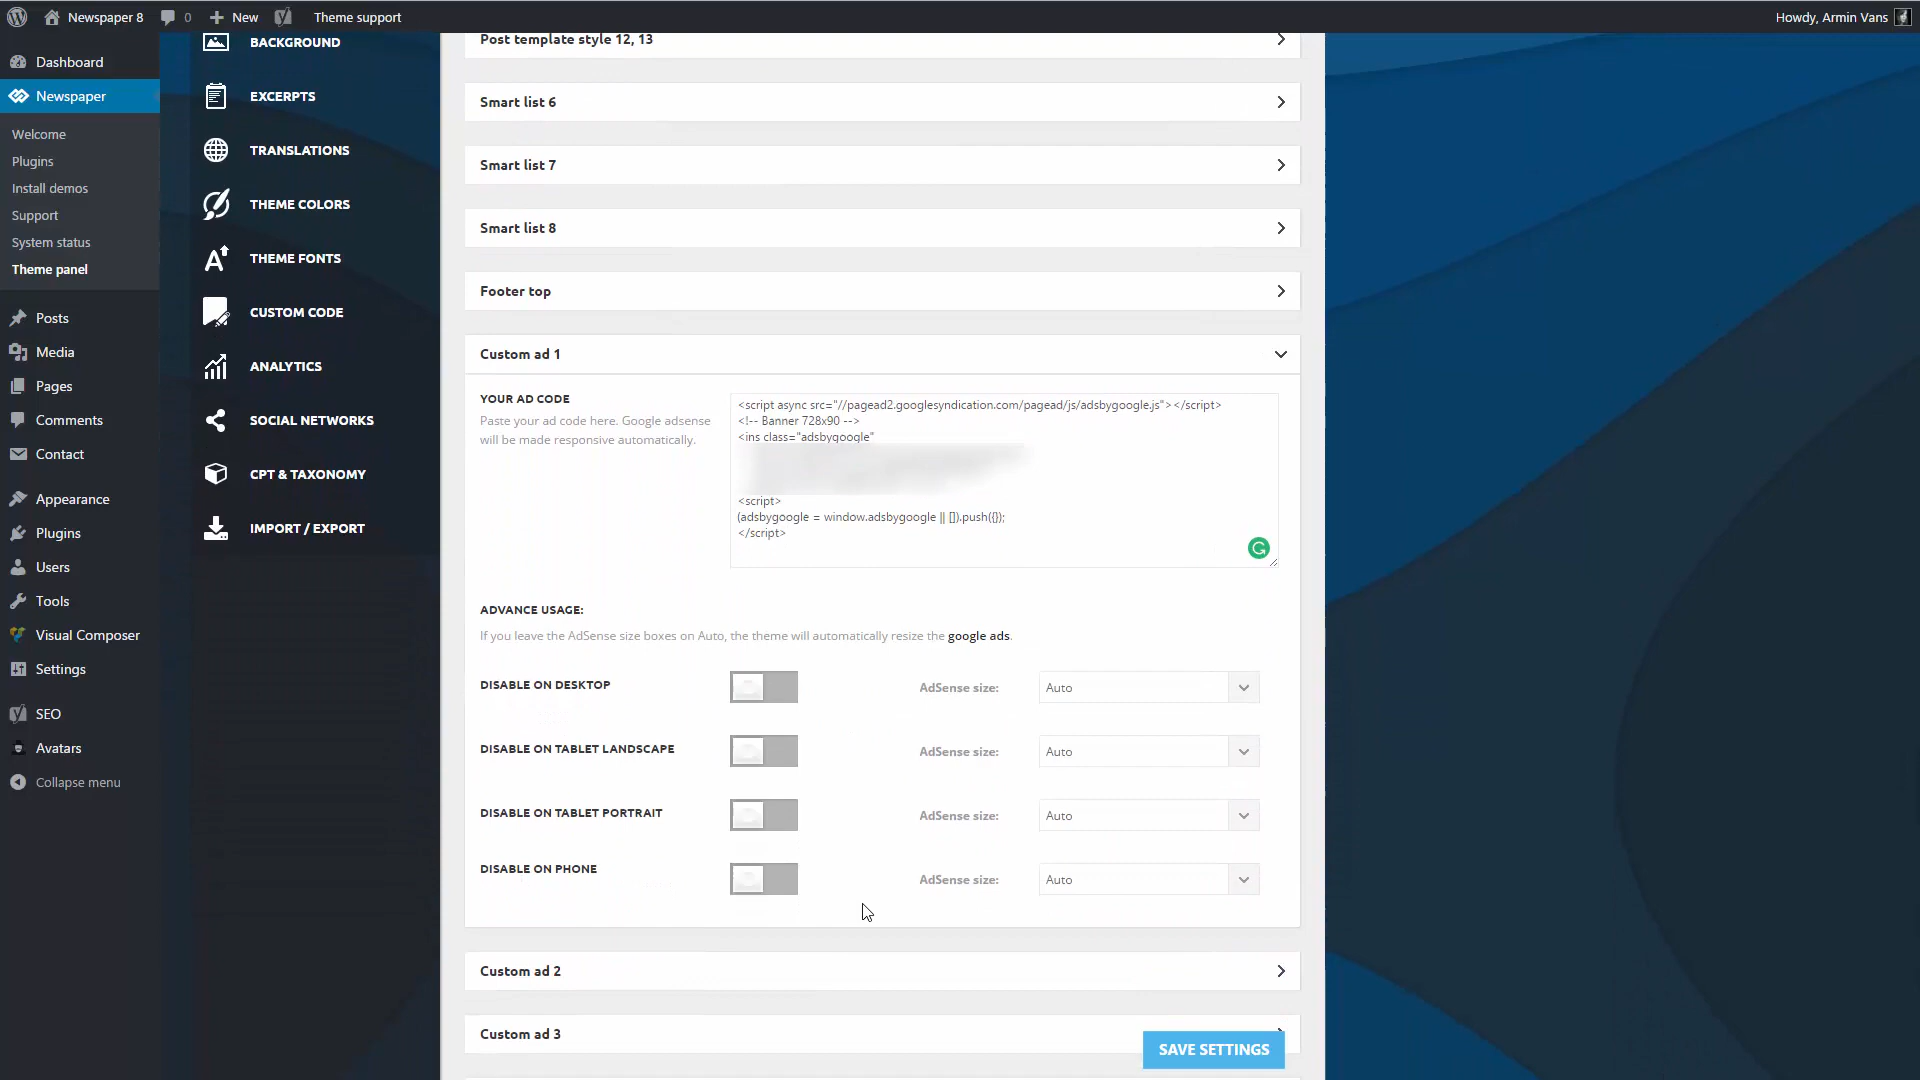 Newspaper 8
0
New
Theme support
Howdy, Armin Vans
Dashboard
Newspaper
Welcome
Plugins
Install demos
Support
System status
Theme panel
Posts
Media
Pages
Comments
Contact
Appearance
Plugins
Users
Tools
Visual Composer
Settings
SEO
Avatars
Collapse menu
BACKGROUND
EXCERPTS
TRANSLATIONS
THEME COLORS
THEME FONTS
CUSTOM CODE
ANALYTICS
SOCIAL NETWORKS
CPT & TAXONOMY
IMPORT / EXPORT
Post template style 12, 13
Smart list 6
Smart list 7
Smart list 8
Footer top
Custom ad 1
YOUR AD CODE
Paste your ad code here. Google adsense
will be made responsive automatically.
<script async src="//pagead2.googlesyndication.com/pagead/js/adsbygoogle.js"></script>
<!-- Banner 728x90 -->
<ins class="adsbygoogle"
<script>
(adsbygoogle = window.adsbygoogle || []).push({});
</script>
ADVANCE USAGE:
If you leave the AdSense size boxes on Auto, the theme will automatically resize the google ads.
DISABLE ON DESKTOP
AdSense size:
Auto
DISABLE ON TABLET LANDSCAPE
AdSense size:
Auto
DISABLE ON TABLET PORTRAIT
AdSense size:
Auto
DISABLE ON PHONE
AdSense size:
Auto
Custom ad 2
Custom ad 3
SAVE SETTINGS